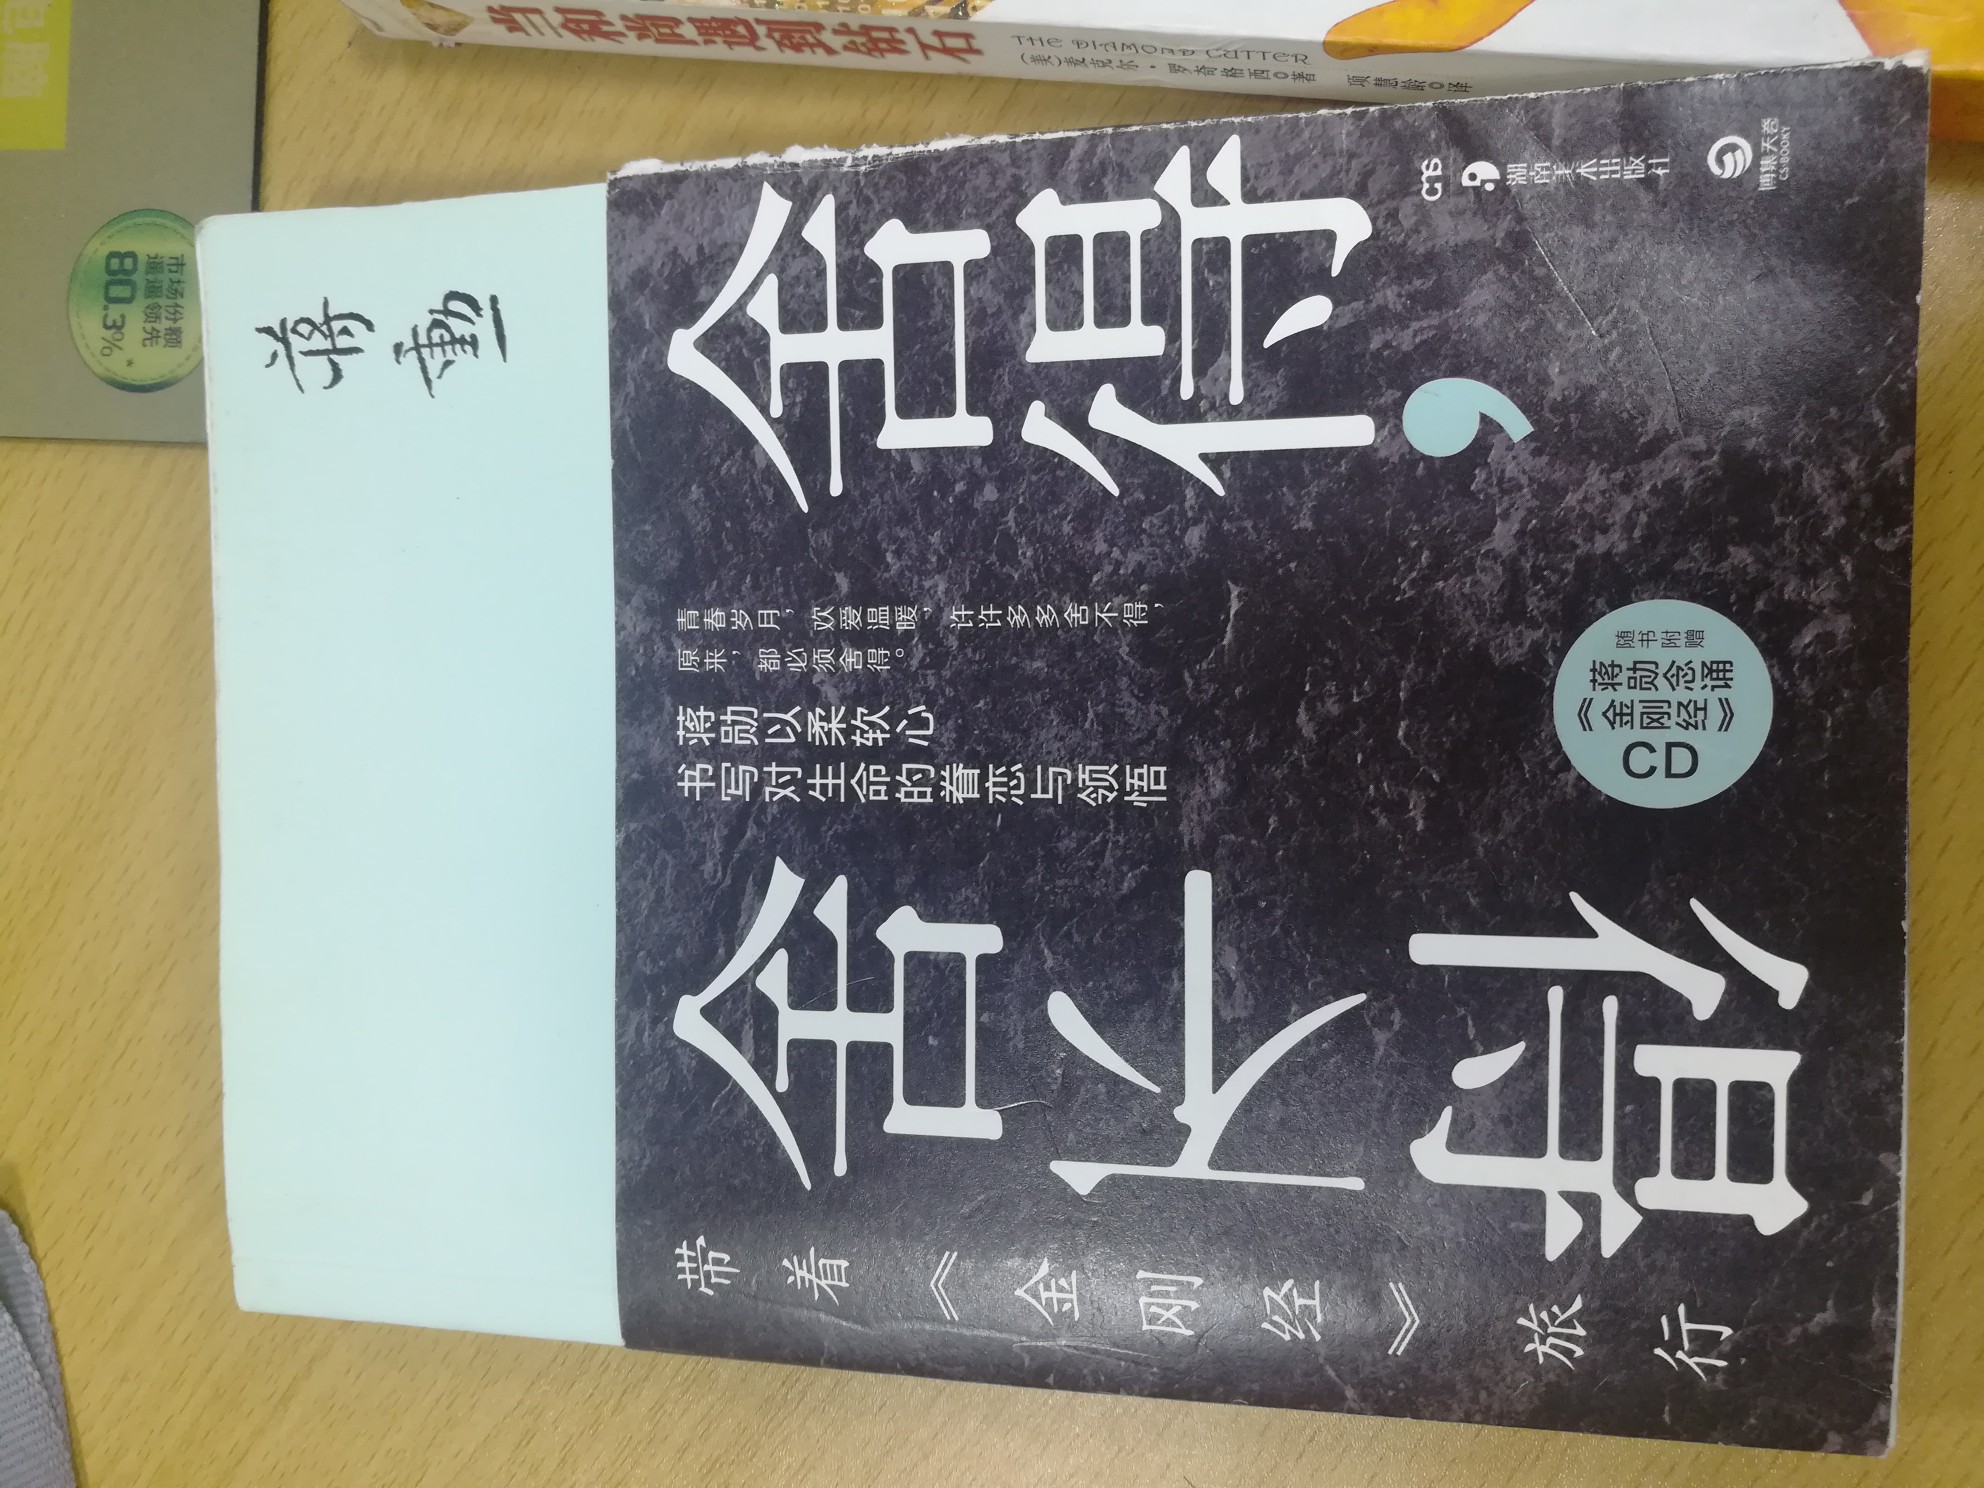 当和尚遇到钻石
THE DIAMOND CUTTER
(美)麦克尔·罗奇格西◎著 项慧龄◎译
市场份额
遥遥领先
80.3%*
蒋勳
舍得,
舍不得
带着《金刚经》旅行
青春岁月,欢爱温暖,许许多多舍不得,
原来,都必须舍得。
蒋勋以柔软心
书写对生命的眷恋与领悟
随书附赠
蒋勋念诵
《金刚经》
CD
CNS
湖南美术出版社
博集天卷
CS-BOOKY